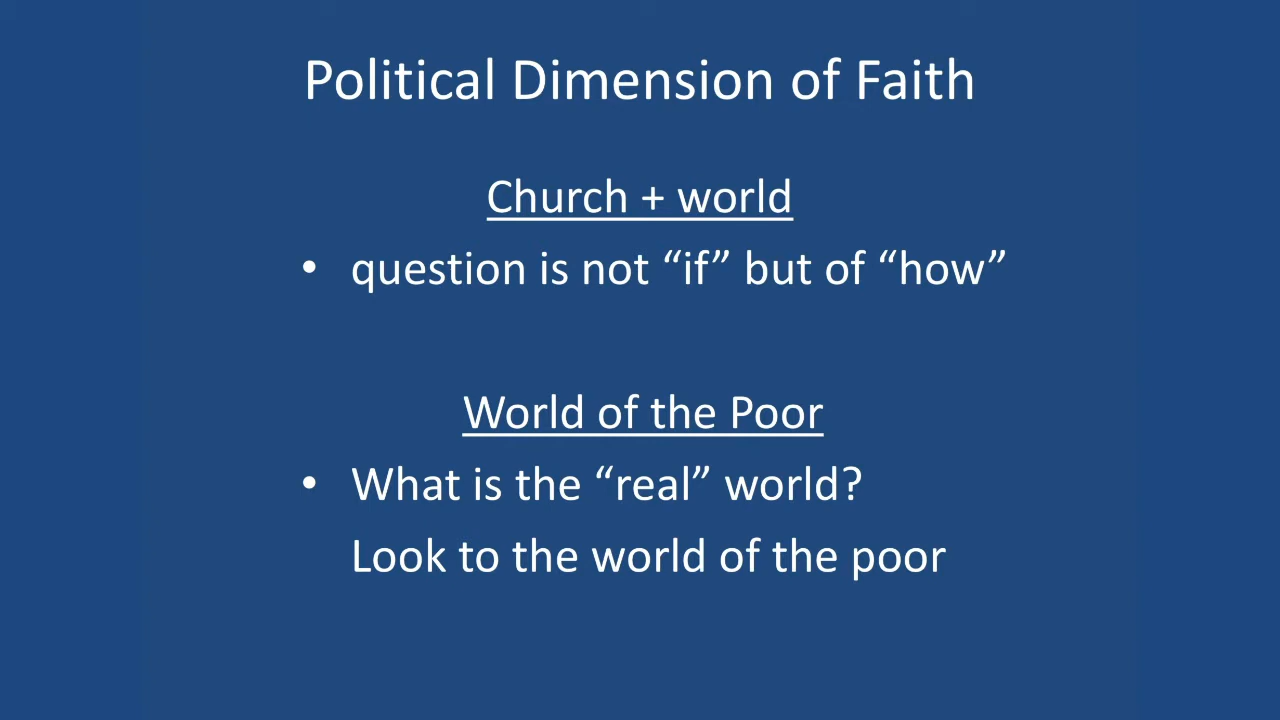 Political Dimension of Faith
Church + world
• question is not “if” but of “how”
World of the Poor
• What is the “real” world?
Look to the world of the poor